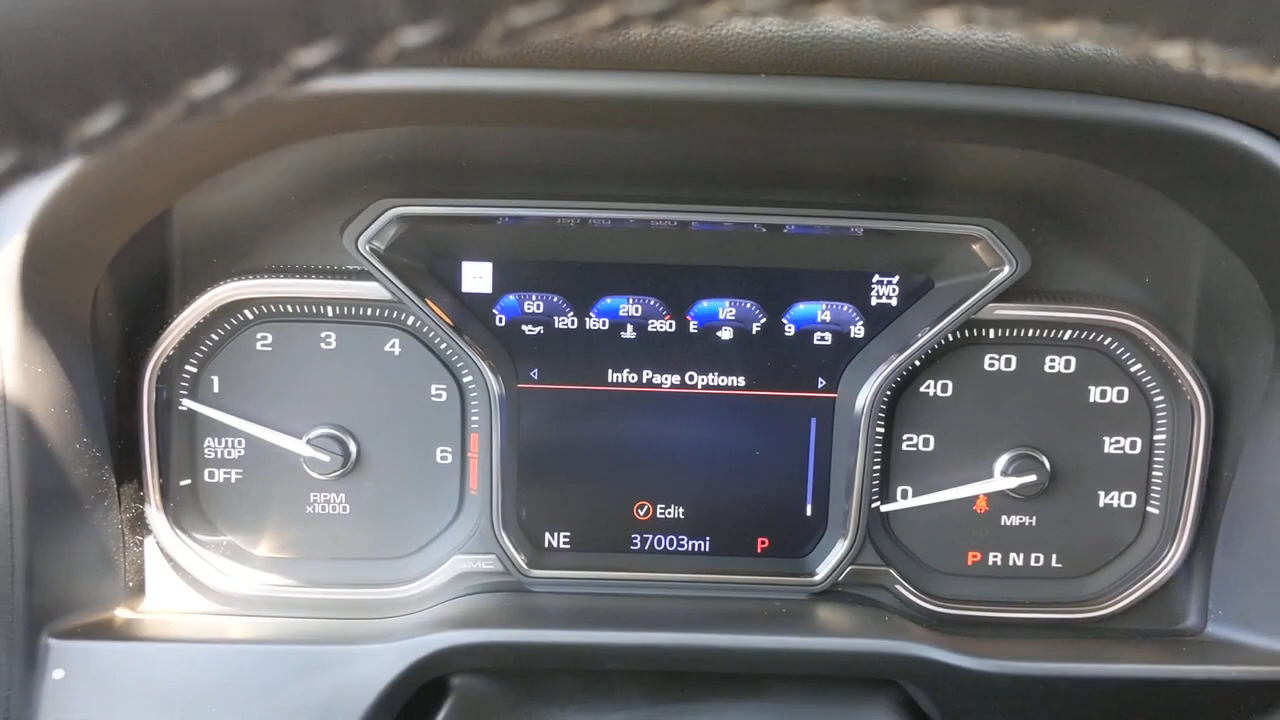 --
2WD
60
0 120
210
160 260
1/2
E F
14
9 19
Info Page Options
Edit
NE 37003mi P
1 2 3 4 5 6
AUTO
STOP
OFF
RPM
x1000
GMC
0 20 40 60 80 100 120 140
MPH
P R N D L